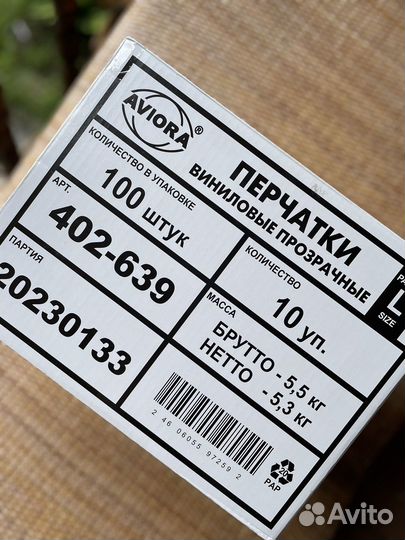 AVIORA®
ПЕРЧАТКИ
ВИНИЛОВЫЕ ПРОЗРАЧНЫЕ
КОЛИЧЕСТВО В УПАКОВКЕ
100 ШТУК
КОЛИЧЕСТВО
10 УП.
L
SIZE
АРТ.
402-639
МАССА
БРУТТО - 5,5 КГ
НЕТТО - 5,3 КГ
ПАРТИЯ
20230133
2 46 06055 97259 2
20
PAP
Avito